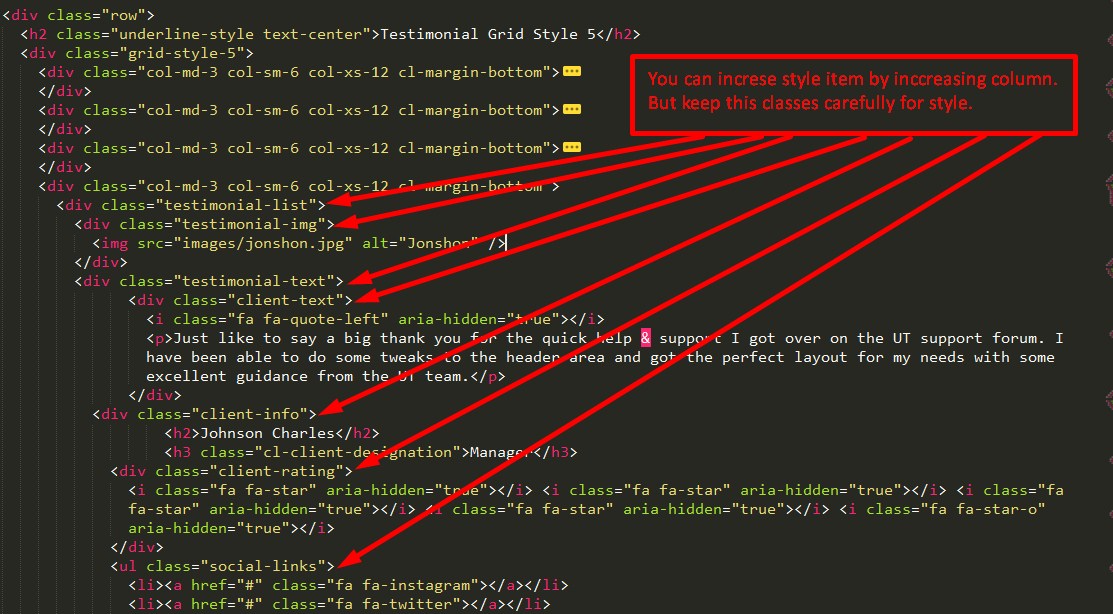 <div class="row">
<h2 class="underline-style text-center">Testimonial Grid Style 5</h2>
<div class="grid-style-5">
<div class="col-md-3 col-sm-6 col-xs-12 cl-margin-bottom">
</div>
<div class="col-md-3 col-sm-6 col-xs-12 cl-margin-bottom">
</div>
<div class="col-md-3 col-sm-6 col-xs-12 cl-margin-bottom">
</div>
<div class="col-md-3 col-sm-6 col-xs-12 cl-margin-bottom">
<div class="testimonial-list">
<div class="testimonial-img">
<img src="images/jonshon.jpg" alt="Jonshon" />
</div>
<div class="testimonial-text">
<div class="client-text">
<i class="fa fa-quote-left" aria-hidden="true"></i>
<p>Just like to say a big thank you for the quick help & support I got over on the UT support forum. I
have been able to do some tweaks to the header area and got the perfect layout for my needs with some
excellent guidance from the UT team.</p>
</div>
<div class="client-info">
<h2>Johnson Charles</h2>
<h3 class="cl-client-designation">Manager</h3>
<div class="client-rating">
<i class="fa fa-star" aria-hidden="true"></i> <i class="fa fa-star" aria-hidden="true"></i> <i class="fa
fa-star" aria-hidden="true"></i> <i class="fa fa-star" aria-hidden="true"></i> <i class="fa fa-star-o"
aria-hidden="true"></i>
</div>
<ul class="social-links">
<li><a href="#" class="fa fa-instagram"></a></li>
<li><a href="#" class="fa fa-twitter"></a></li>
You can increse style item by inccreasing column.
But keep this classes carefully for style.